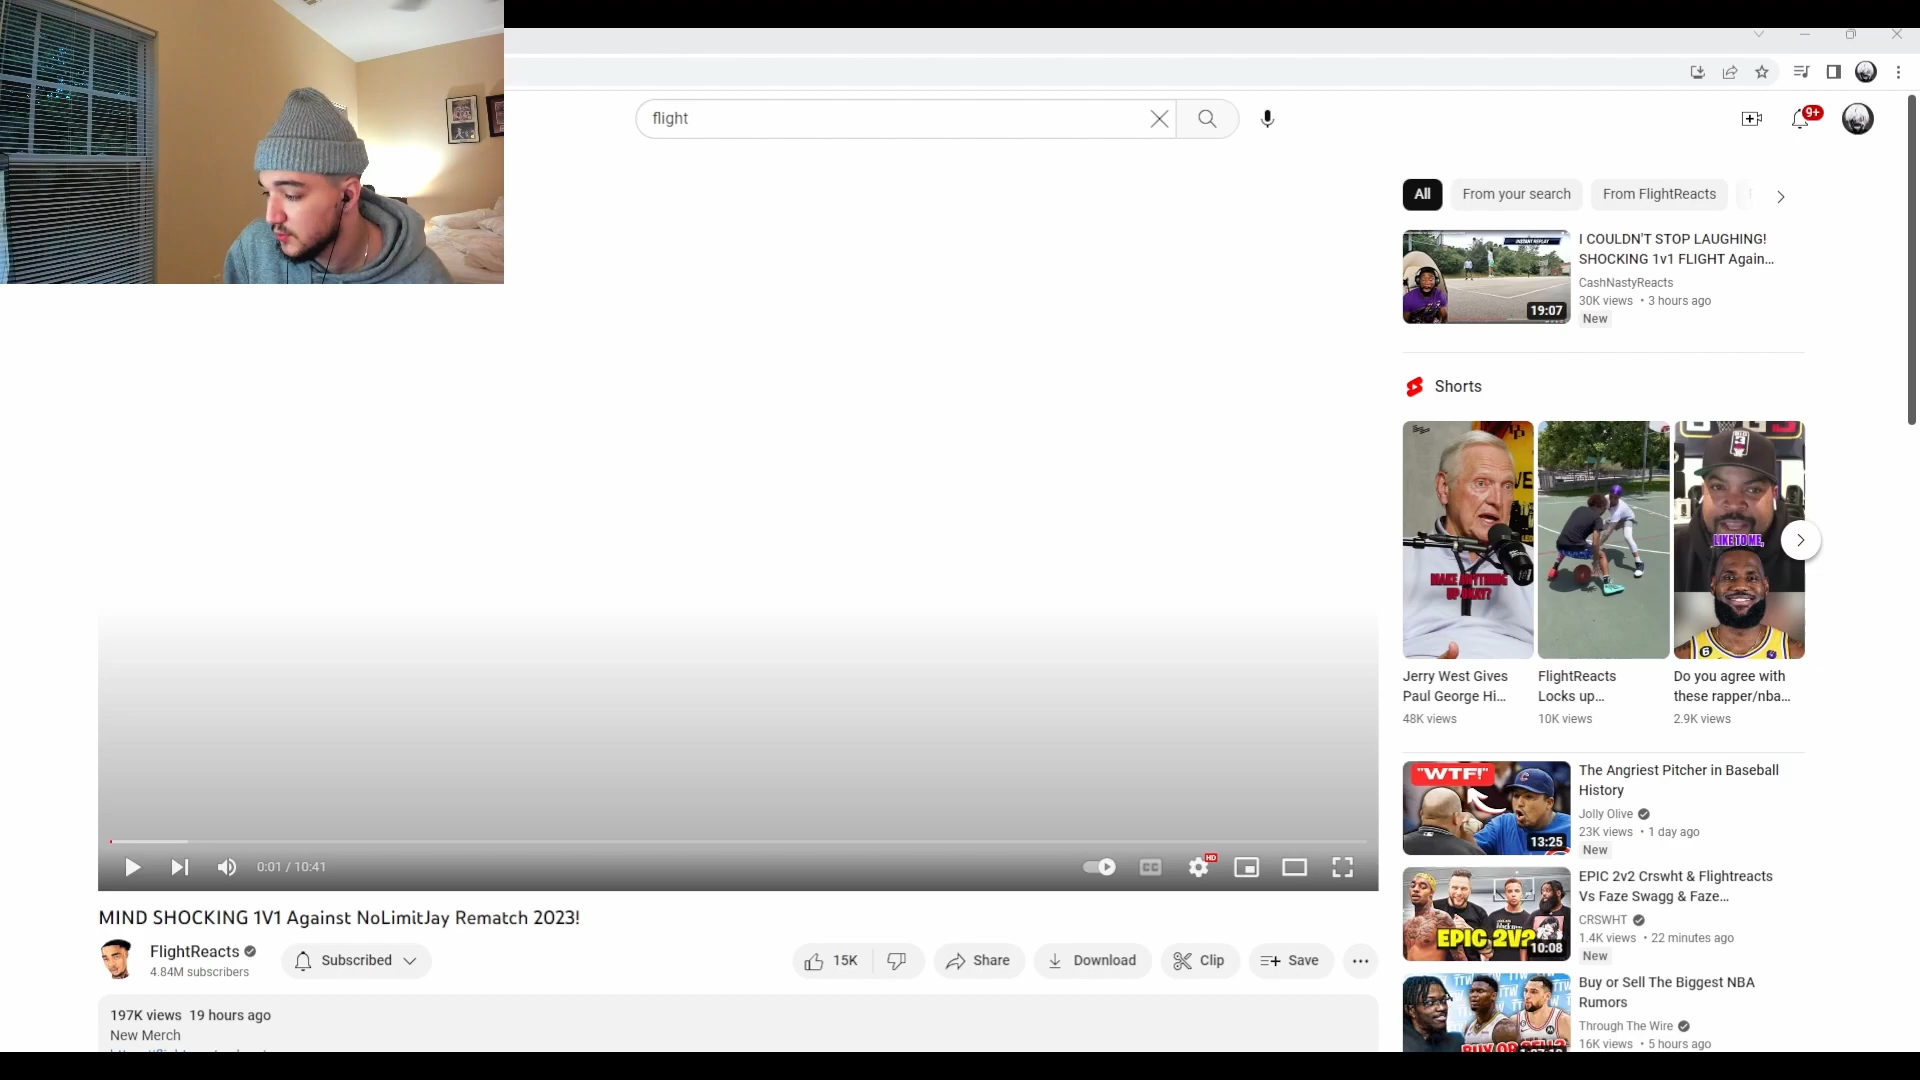 flight
9+
All
From your search
From FlightReacts
INSTANT REPLAY
19:07
I COULDN'T STOP LAUGHING!
SHOCKING 1v1 FLIGHT Again...
CashNastyReacts
30K views • 3 hours ago
New
Shorts
MAKE ANYTHING
UP OKAY?
LIKE TO ME,
Jerry West Gives
Paul George Hi...
48K views
FlightReacts
Locks up...
10K views
Do you agree with
these rapper/nba...
2.9K views
"WTF!"
13:25
The Angriest Pitcher in Baseball
History
Jolly Olive
23K views • 1 day ago
New
EPIC 2V2
10:08
EPIC 2v2 Crswht & Flightreacts
Vs Faze Swagg & Faze...
CRSWHT
1.4K views • 22 minutes ago
New
Buy or Sell The Biggest NBA
Rumors
Through The Wire
16K views • 5 hours ago
0:01 / 10:41
CC
HD
MIND SHOCKING 1V1 Against NoLimitJay Rematch 2023!
FlightReacts
4.84M subscribers
Subscribed
15K
Share
Download
Clip
Save
197K views 19 hours ago
New Merch